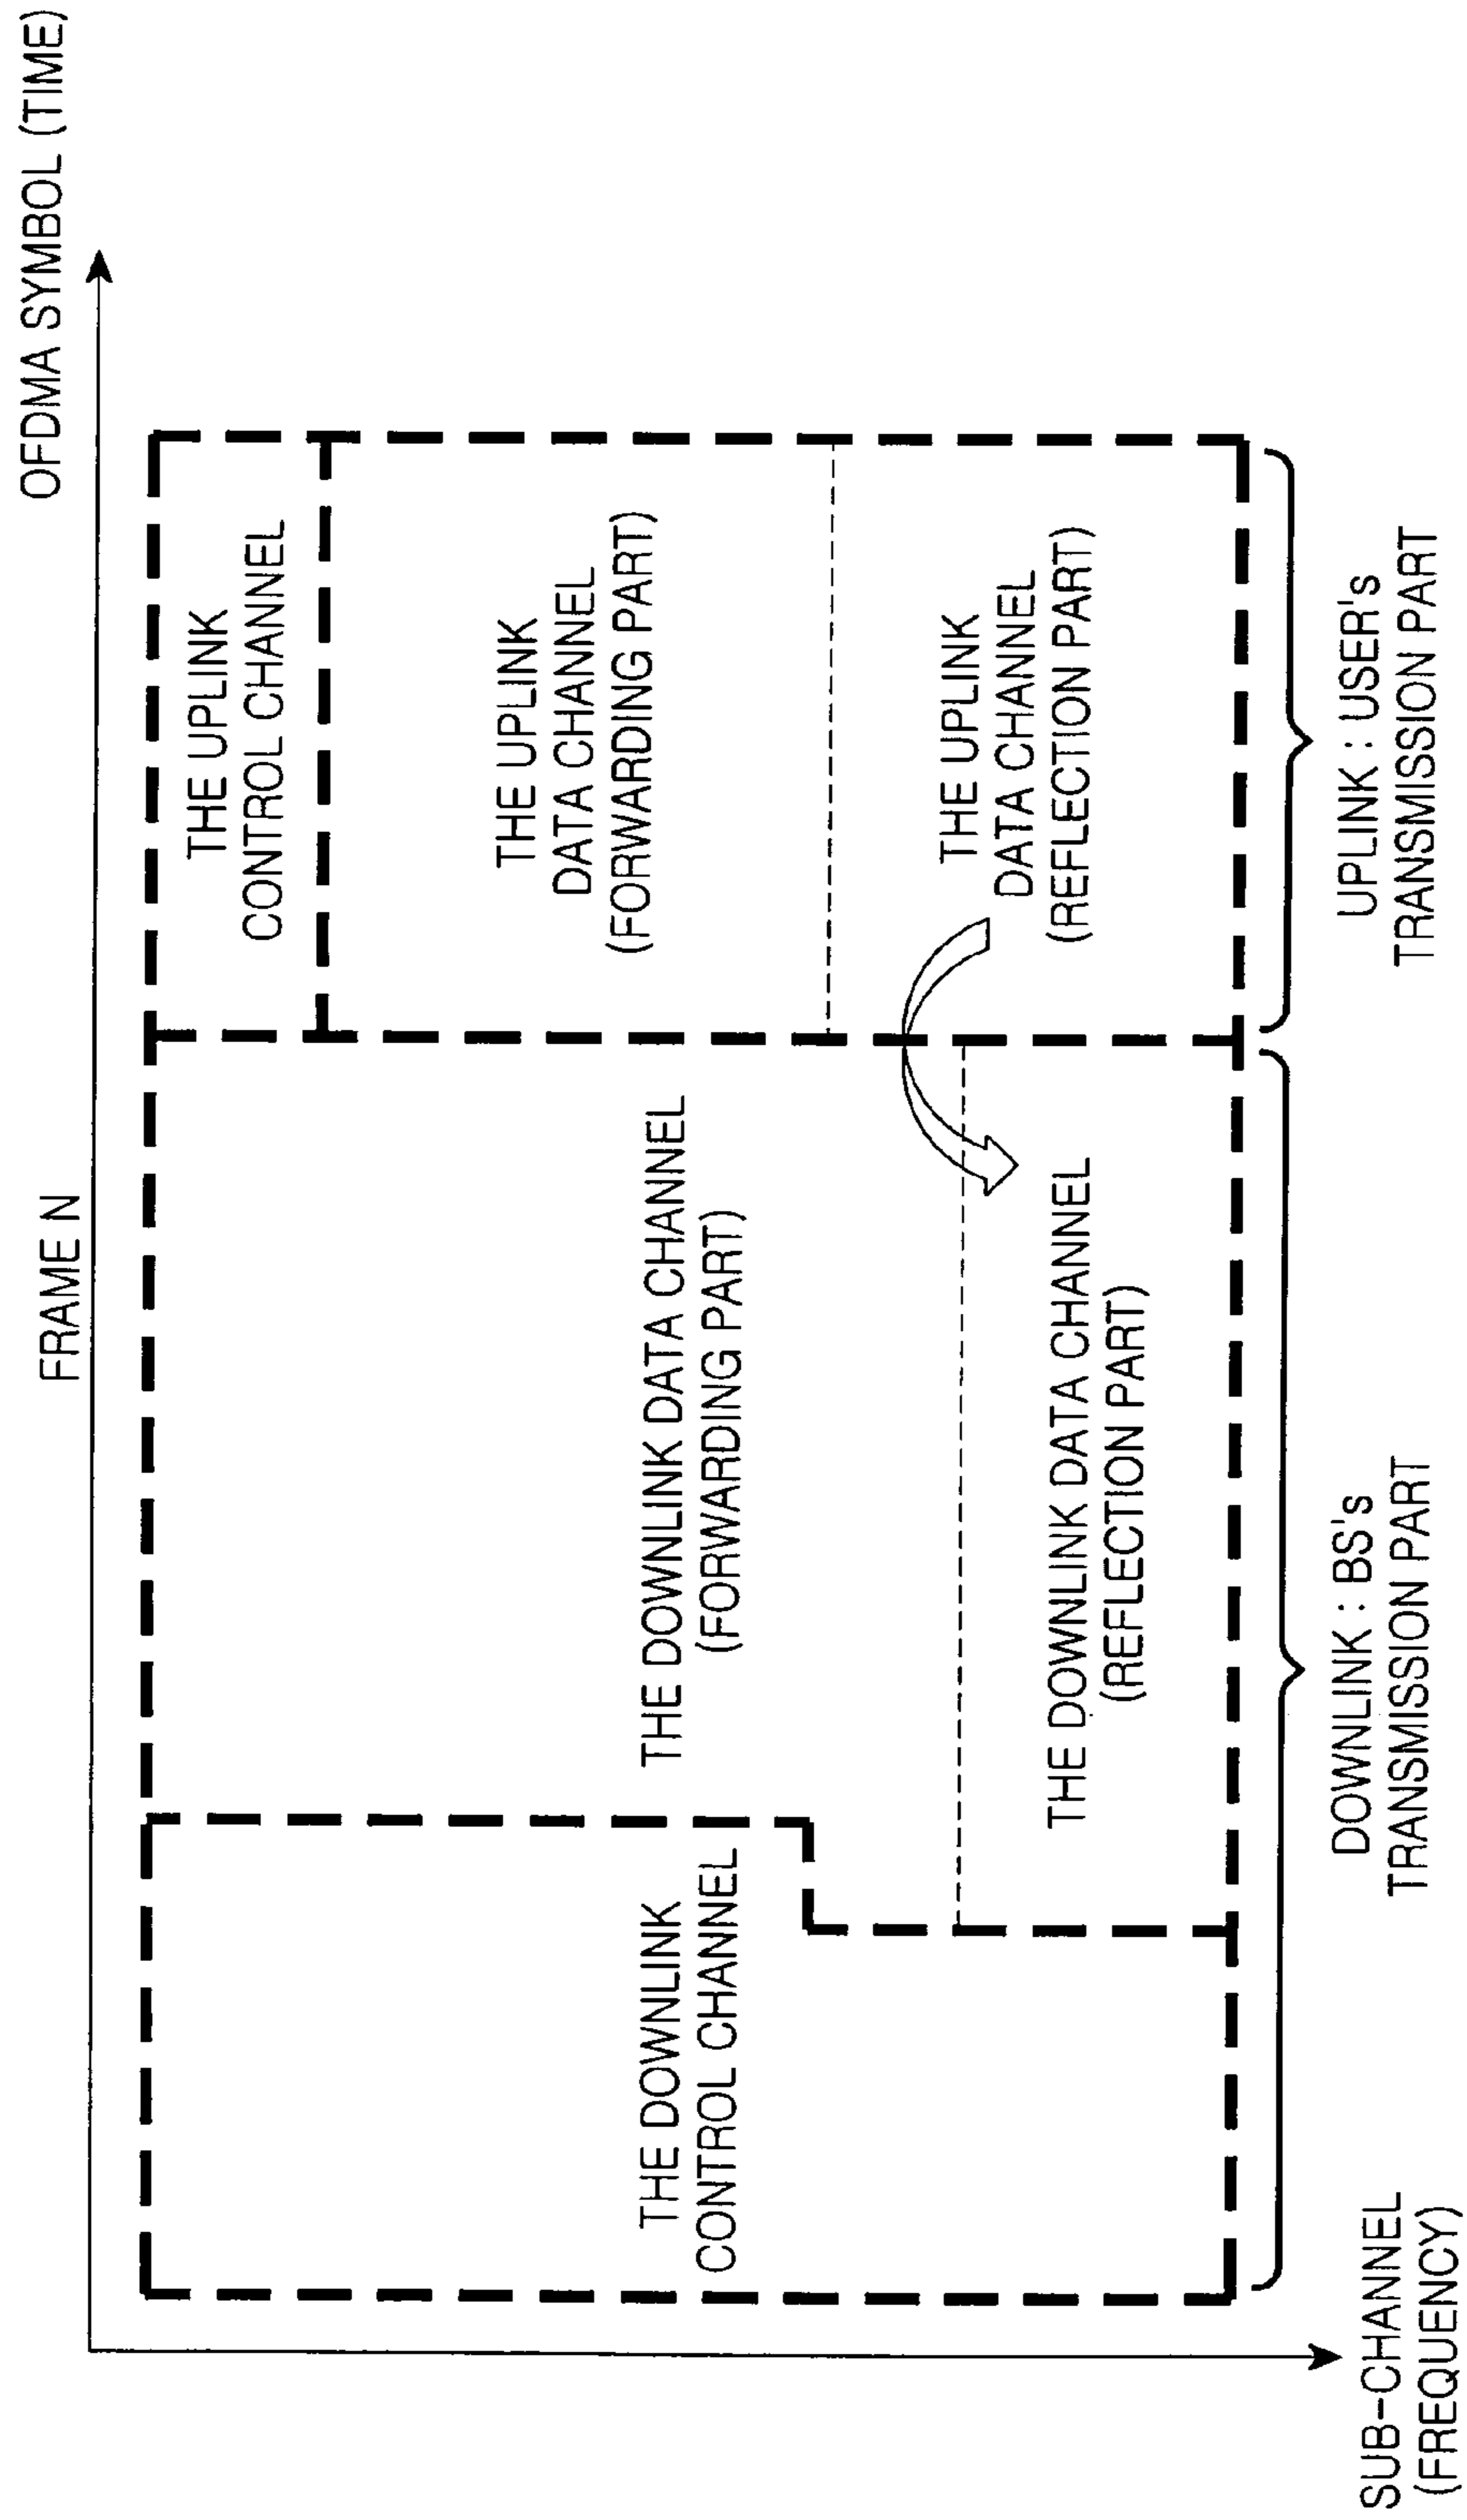 FRAME N
OFDMA SYMBOL (TIME)
THE DOWNLINK
CONTROL CHANNEL
THE DOWNLINK DATA CHANNEL
(FORWARDING PART)
THE DOWNLINK DATA CHANNEL
(REFLECTION PART)
THE UPLINK
CONTROL CHANNEL
THE UPLINK
DATA CHANNEL
(FORWARDING PART)
THE UPLINK
DATA CHANNEL
(REFLECTION PART)
SUB-CHANNEL
(FREQUENCY)
DOWNLINK : BS's
TRANSMISSION PART
UPLINK : USER's
TRANSMISSION PART